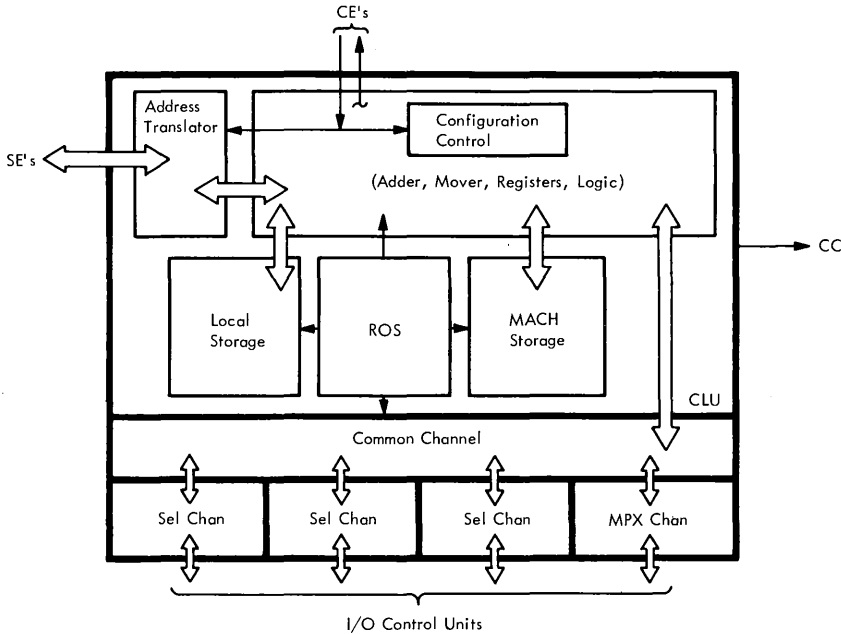 CE's
Address
Translator
Configuration
Control
SE's
(Adder, Mover, Registers, Logic)
CC
Local
Storage
ROS
MACH
Storage
CLU
Common Channel
Sel Chan
Sel Chan
Sel Chan
MPX Chan
I/O Control Units